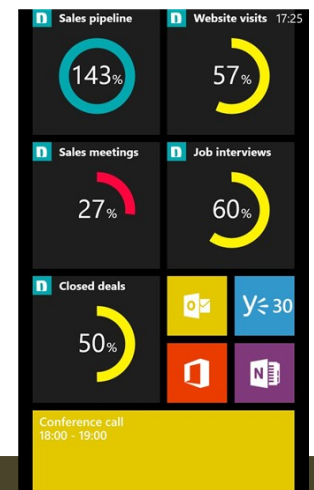 n Sales pipeline
n Website visits 17:25
143%
57%
n Sales meetings
n Job interviews
27%
60%
n Closed deals
50%
o
y 30
N
Conference call
18:00 - 19:00